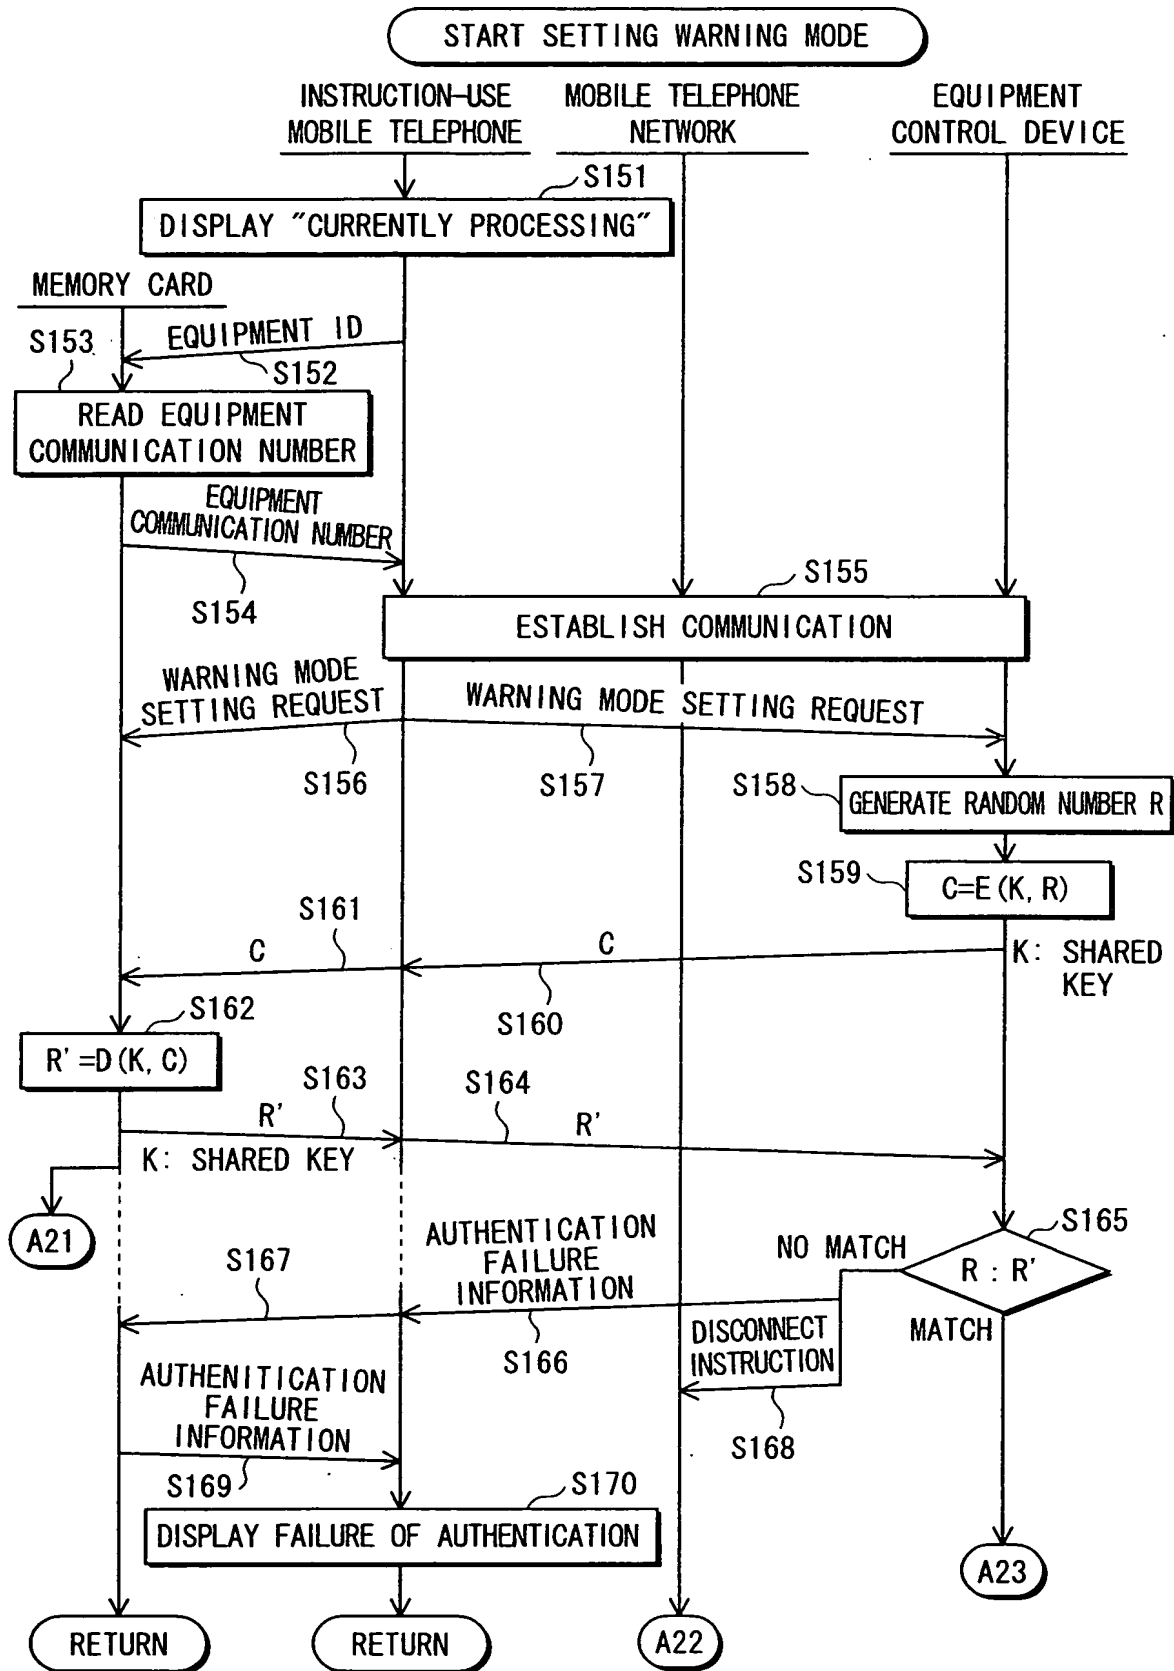 START SETTING WARNING MODE
INSTRUCTION-USE
MOBILE TELEPHONE
MOBILE TELEPHONE
NETWORK
EQUIPMENT
CONTROL DEVICE
S151
DISPLAY "CURRENTLY PROCESSING"
MEMORY CARD
S153
EQUIPMENT ID
S152
READ EQUIPMENT
COMMUNICATION NUMBER
EQUIPMENT
COMMUNICATION NUMBER
S154
S155
ESTABLISH COMMUNICATION
WARNING MODE
SETTING REQUEST
WARNING MODE SETTING REQUEST
S156
S157
S158
GENERATE RANDOM NUMBER R
S159
C=E(K, R)
S161
C
C
K: SHARED
KEY
S162
S160
R'=D(K, C)
S163
S164
R'
R'
K: SHARED KEY
A21
S165
AUTHENTICATION
FAILURE
INFORMATION
NO MATCH
R : R'
S167
MATCH
S166
DISCONNECT
INSTRUCTION
AUTHENITICATION
FAILURE
INFORMATION
S168
S169
S170
DISPLAY FAILURE OF AUTHENTICATION
A23
RETURN
RETURN
A22